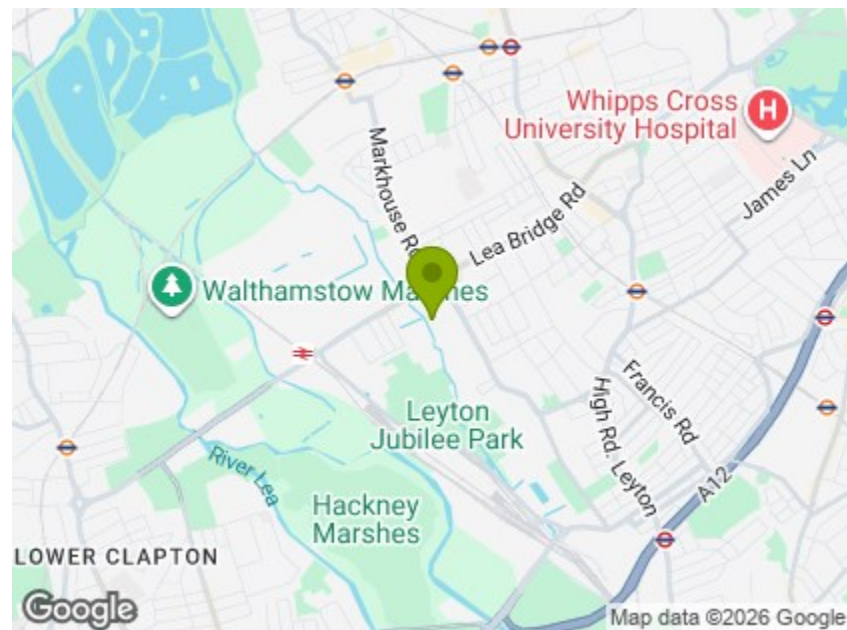 Whipps Cross
University Hospital
H
James Ln
Markhouse Rd
Lea Bridge Rd
Walthamstow Marshes
Leyton
Jubilee Park
Francis Rd
High Rd. Leyton
A12
River Lea
Hackney
Marshes
LOWER CLAPTON
Google
Map data ©2026 Google